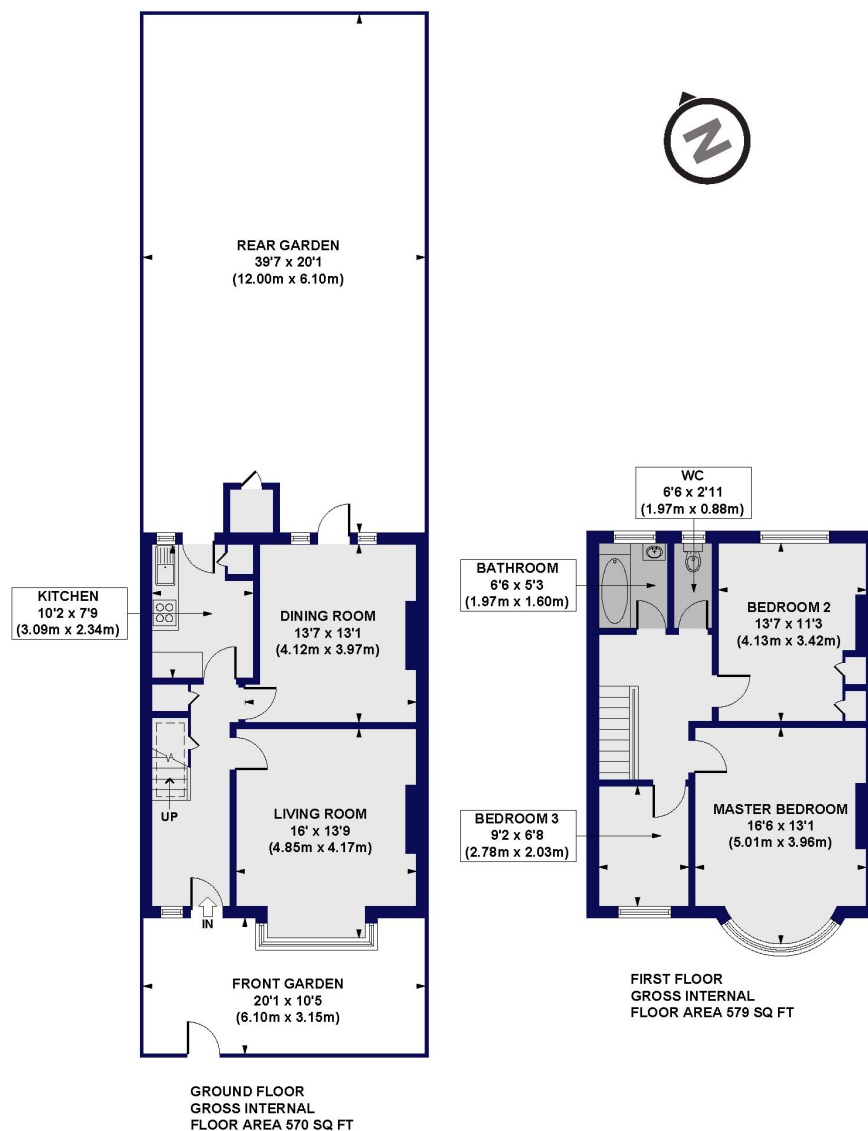 N
REAR GARDEN
39'7 x 20'1
(12.00m x 6.10m)
WC
6'6 x 2'11
(1.97m x 0.88m)
KITCHEN
10'2 x 7'9
(3.09m x 2.34m)
DINING ROOM
13'7 x 13'1
(4.12m x 3.97m)
BATHROOM
6'6 x 5'3
(1.97m x 1.60m)
BEDROOM 2
13'7 x 11'3
(4.13m x 3.42m)
UP
LIVING ROOM
16' x 13'9
(4.85m x 4.17m)
BEDROOM 3
9'2 x 6'8
(2.78m x 2.03m)
MASTER BEDROOM
16'6 x 13'1
(5.01m x 3.96m)
IN
FRONT GARDEN
20'1 x 10'5
(6.10m x 3.15m)
FIRST FLOOR
GROSS INTERNAL
FLOOR AREA 579 SQ FT
GROUND FLOOR
GROSS INTERNAL
FLOOR AREA 570 SQ FT